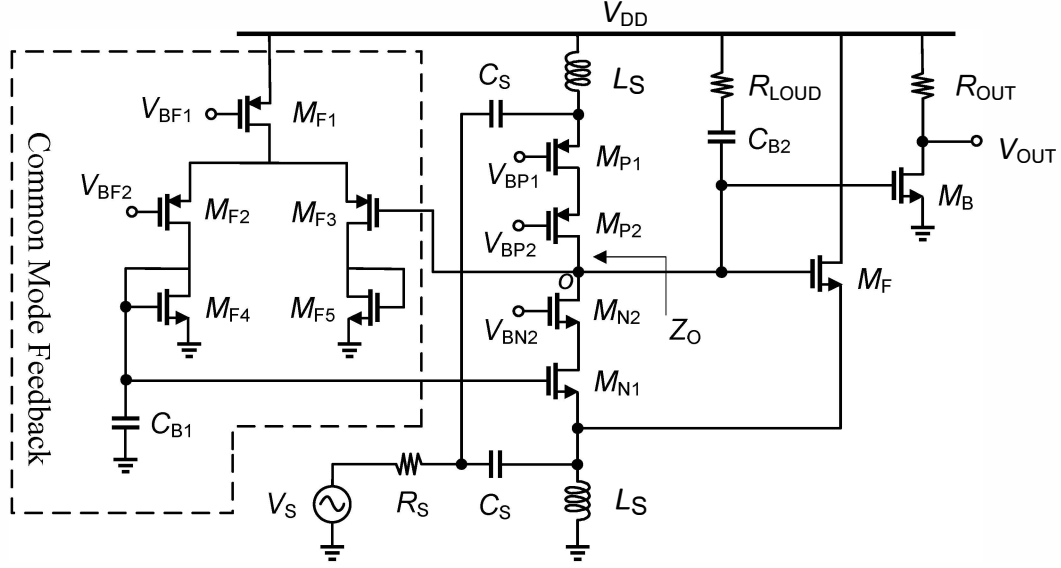 VDD
CS
LS
RLOUD
ROUT
VBF1
MF1
CB2
VOUT
MP1
VBP1
MB
VBF2
MF2
MF3
MP2
VBP2
O
MF
MF4
MF5
VBN2
MN2
ZO
MN1
CB1
Common Mode Feedback
VS
RS
CS
LS